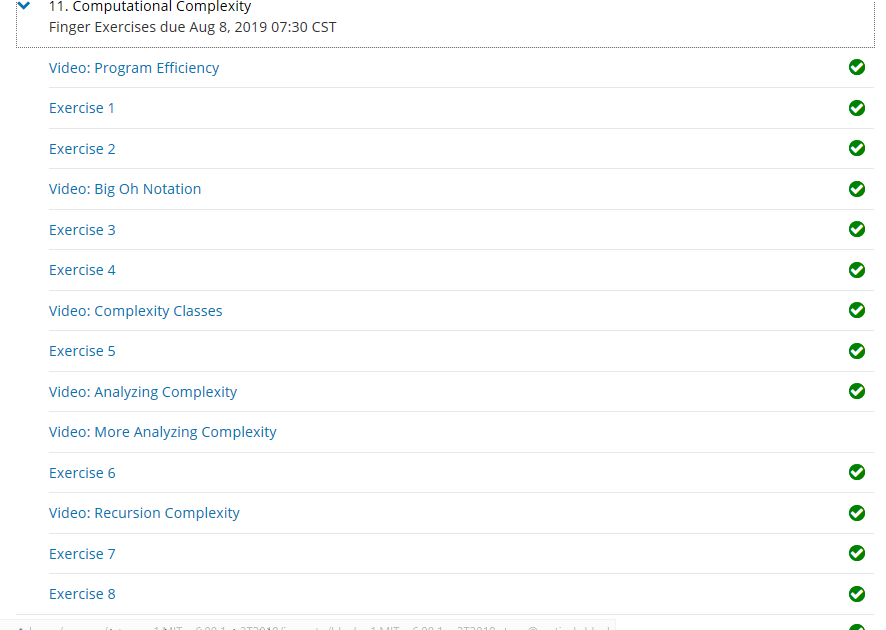 11. Computational Complexity
Finger Exercises due Aug 8, 2019 07:30 CST
Video: Program Efficiency
Exercise 1
Exercise 2
Video: Big Oh Notation
Exercise 3
Exercise 4
Video: Complexity Classes
Exercise 5
Video: Analyzing Complexity
Video: More Analyzing Complexity
Exercise 6
Video: Recursion Complexity
Exercise 7
Exercise 8